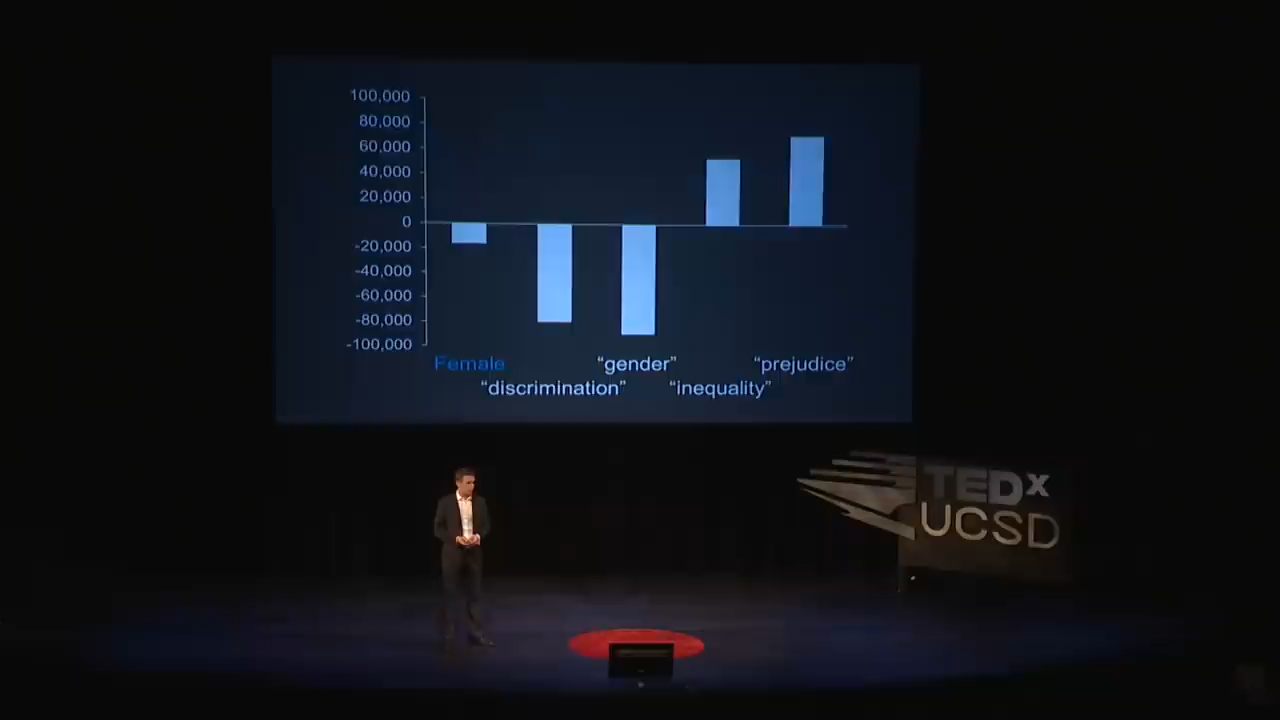 100,000
80,000
60,000
40,000
20,000
0
-20,000
-40,000
-60,000
-80,000
-100,000
Female
“gender”
“prejudice”
“discrimination”
“inequality”
TEDx
UCSD